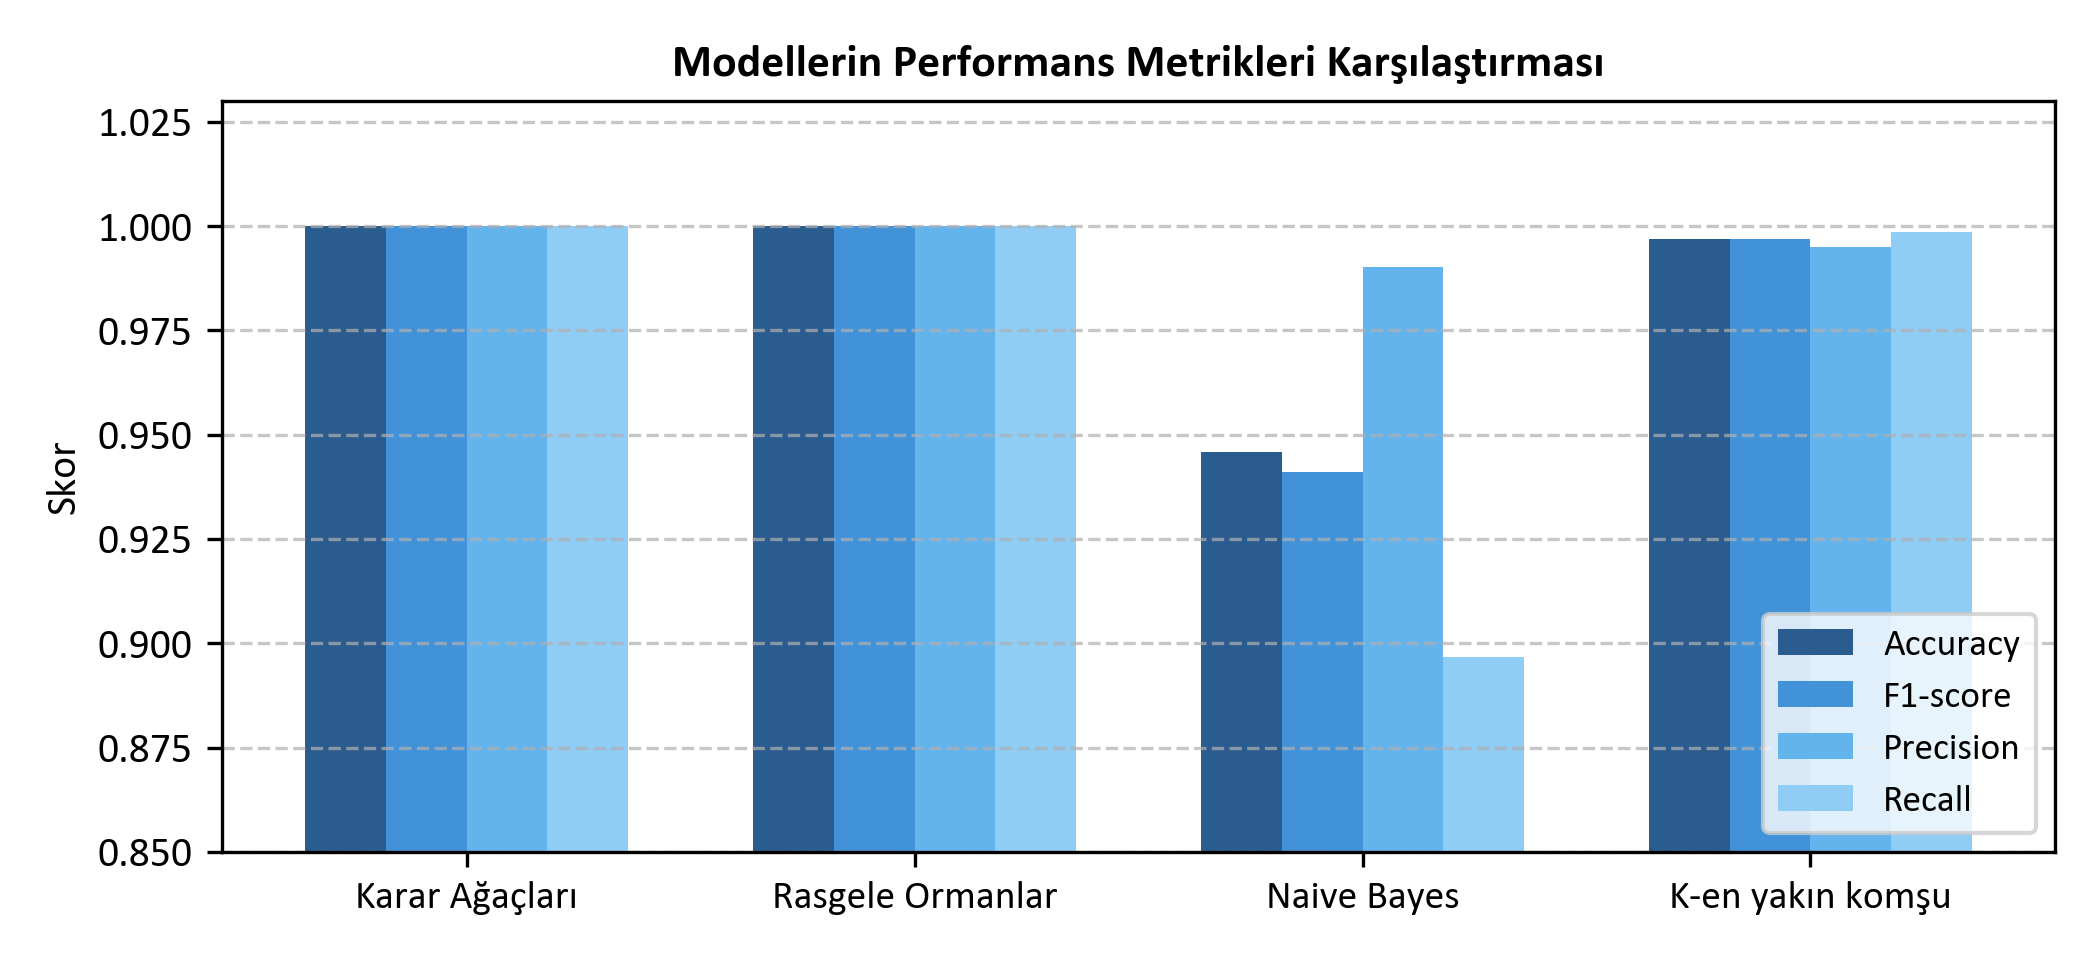 Modellerin Performans Metrikleri Karşılaştırması
Skor
1.025
1.000
0.975
0.950
0.925
0.900
0.875
0.850
Karar Ağaçları
Rasgele Ormanlar
Naive Bayes
K-en yakın komşu
Accuracy
F1-score
Precision
Recall